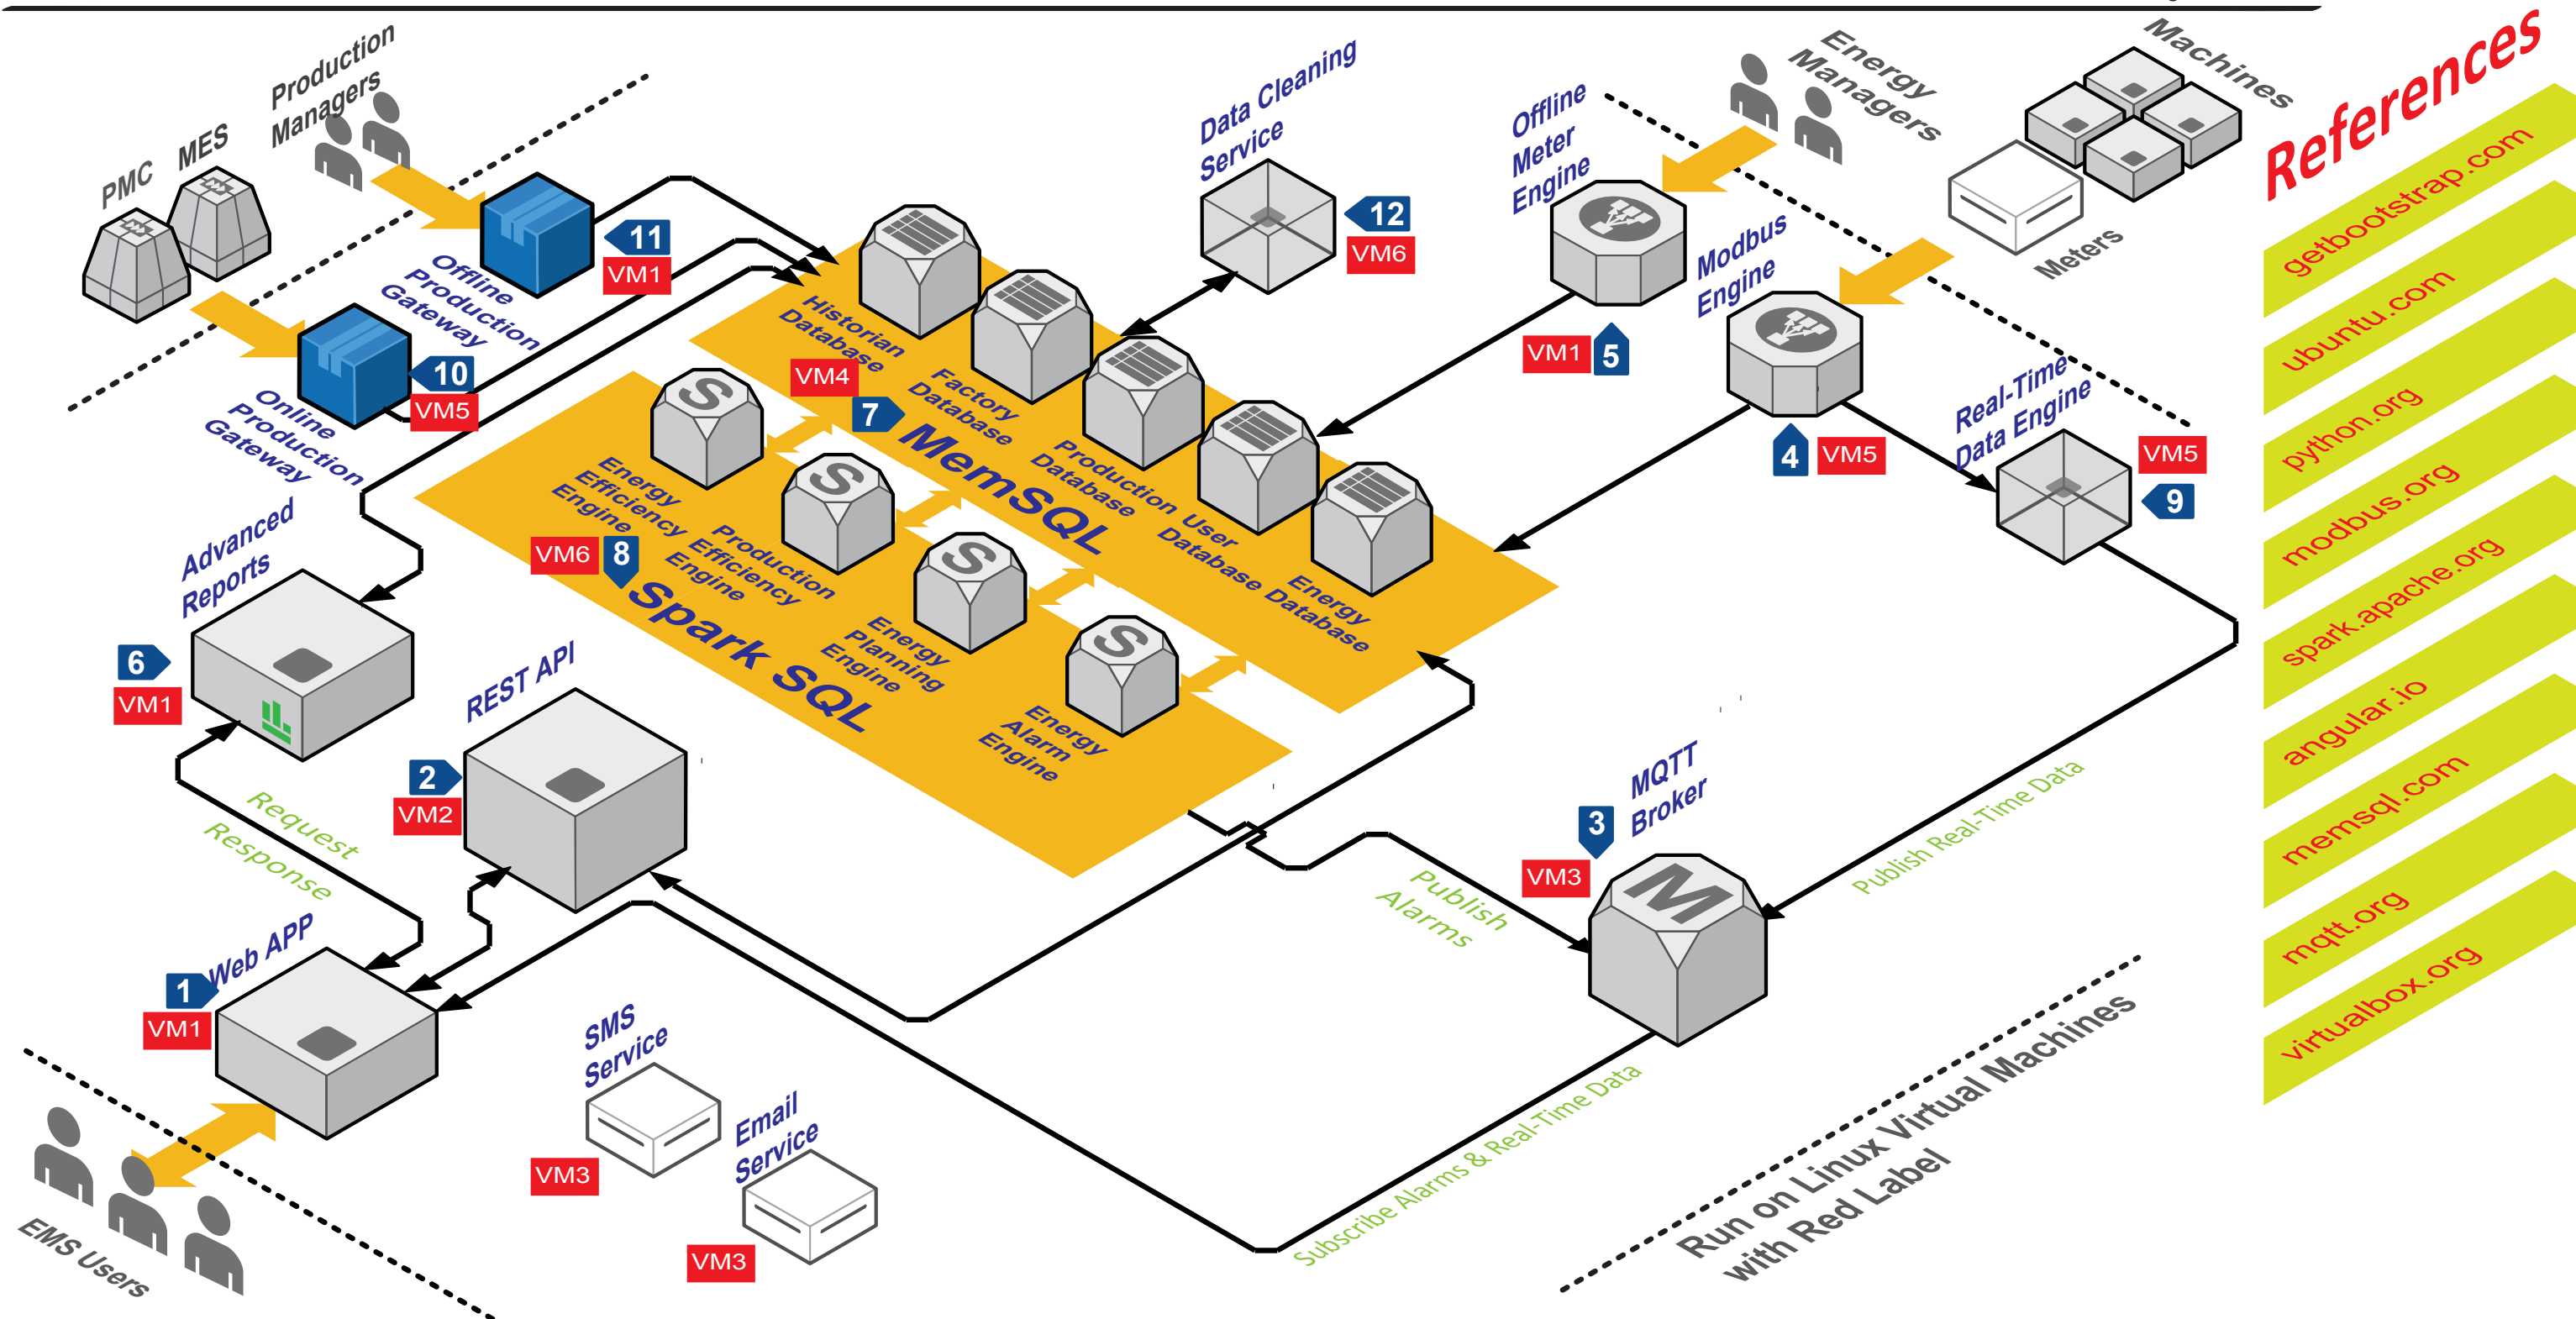 Production
Managers
PMC
MES
11
VM1
Offline
Production
Gateway
10
VM5
Online
Production
Gateway
Data Cleaning
Service
12
VM6
Offline
Meter
Engine
VM1
5
Energy
Managers
Machines
Meters
Modbus
Engine
4
VM5
Real-Time
Data Engine
VM5
9
Historian
Database
Factory
Database
Production
Database
User
Database
Energy
Database
VM4
7
MemSQL
Energy
Efficiency
Engine
Production
Efficiency
Engine
Energy
Planning
Engine
Energy
Alarm
Engine
VM6
8
Spark SQL
S
S
S
S
Advanced
Reports
6
VM1
REST API
2
VM2
Request
Response
Web APP
1
VM1
EMS Users
SMS
Service
VM3
Email
Service
VM3
MQTT
Broker
3
VM3
M
Publish
Alarms
Publish Real-Time Data
Subscribe Alarms & Real-Time Data
Run on Linux Virtual Machines
with Red Label
References
getbootstrap.com
ubuntu.com
python.org
modbus.org
spark.apache.org
angular.io
memsql.com
mqtt.org
virtualbox.org